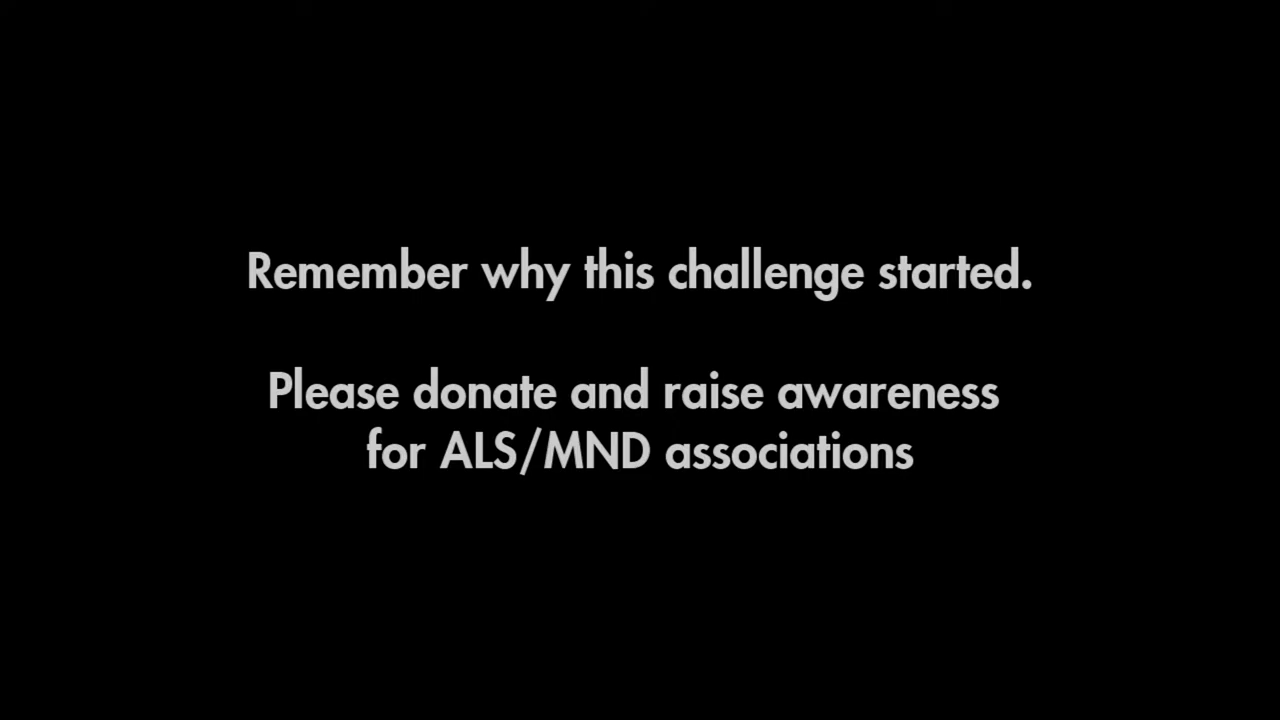 Remember why this challenge started.
Please donate and raise awareness
for ALS/MND associations